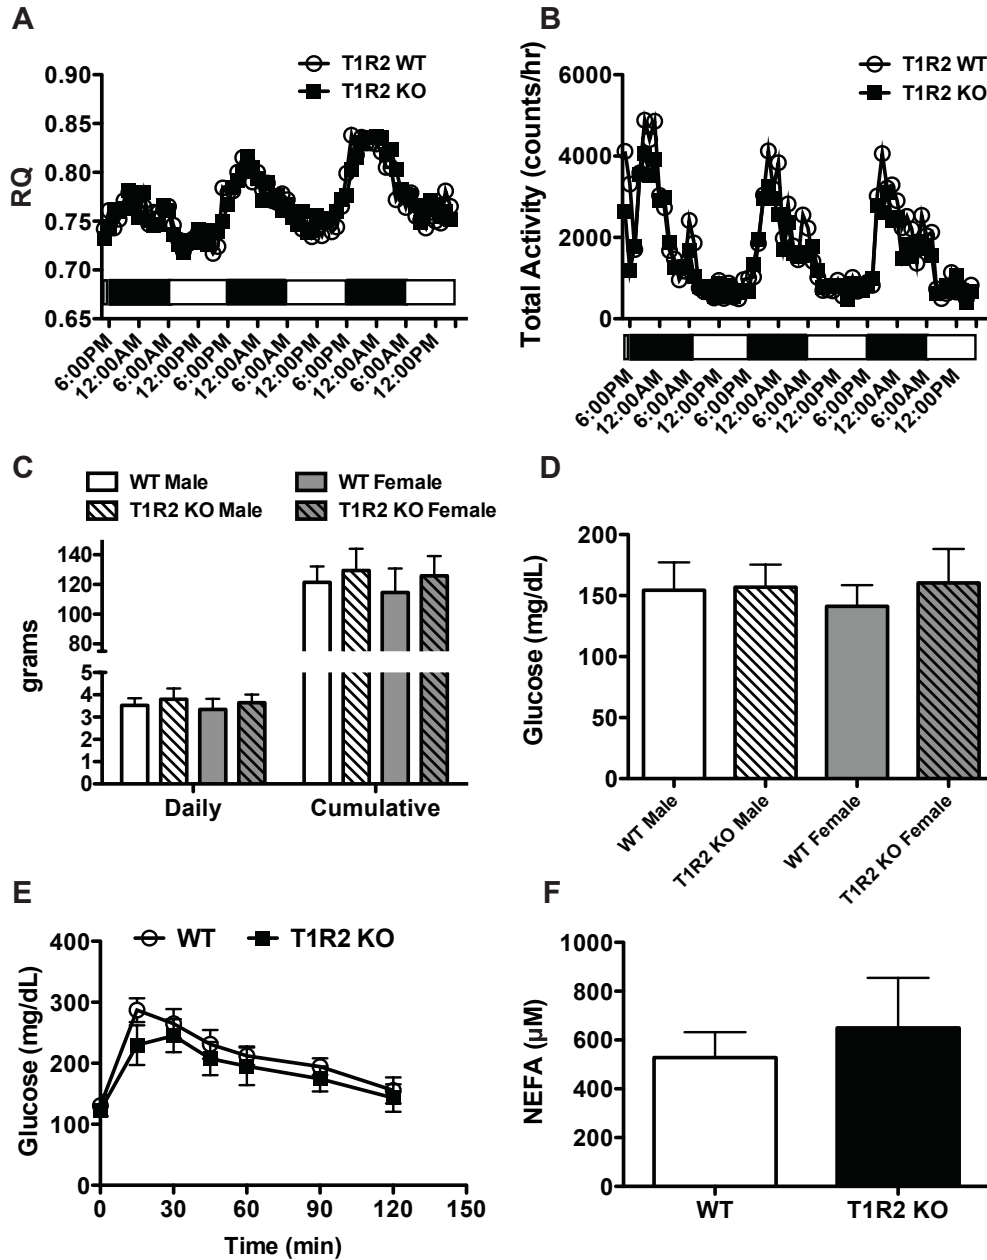 A
T1R2 WT
T1R2 KO
RQ
0.90
0.85
0.80
0.75
0.70
0.65
6:00PM
12:00AM
6:00AM
12:00PM
6:00PM
12:00AM
6:00AM
12:00PM
6:00PM
12:00AM
6:00AM
12:00PM
B
T1R2 WT
T1R2 KO
Total Activity (counts/hr)
6000
4000
2000
0
6:00PM
12:00AM
6:00AM
12:00PM
6:00PM
12:00AM
6:00AM
12:00PM
6:00PM
12:00AM
6:00AM
12:00PM
C
WT Male
WT Female
T1R2 KO Male
T1R2 KO Female
grams
140
120
100
80
5
4
3
2
1
0
Daily
Cumulative
D
Glucose (mg/dL)
200
150
100
50
0
WT Male
T1R2 KO Male
WT Female
T1R2 KO Female
E
WT
T1R2 KO
Glucose (mg/dL)
400
300
200
100
0
0
30
60
90
120
150
Time (min)
F
NEFA (µM)
1000
800
600
400
200
0
WT
T1R2 KO